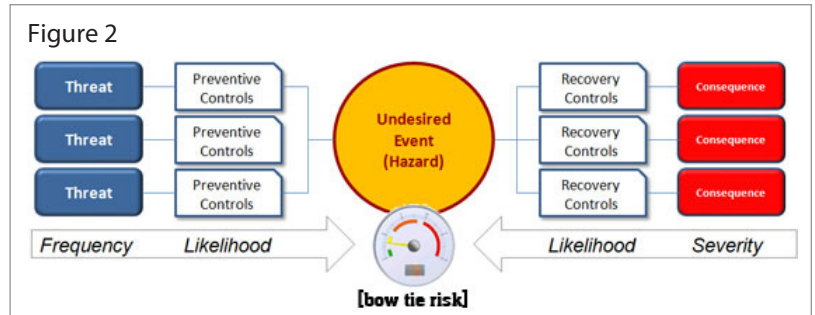 Figure 2
Threat
Preventive
Controls
Undesired
Event
(Hazard)
Recovery
Controls
Consequence
Threat
Preventive
Controls
Recovery
Controls
Consequence
Threat
Preventive
Controls
Recovery
Controls
Consequence
Frequency Likelihood
Likelihood Severity
[bow tie risk]